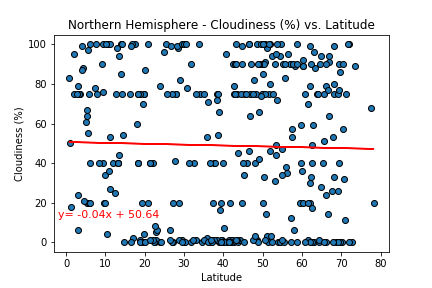 Northern Hemisphere - Cloudiness (%) vs. Latitude
100
80
60
40
20
0
Cloudiness (%)
y= -0.04x + 50.64
0 10 20 30 40 50 60 70 80
Latitude